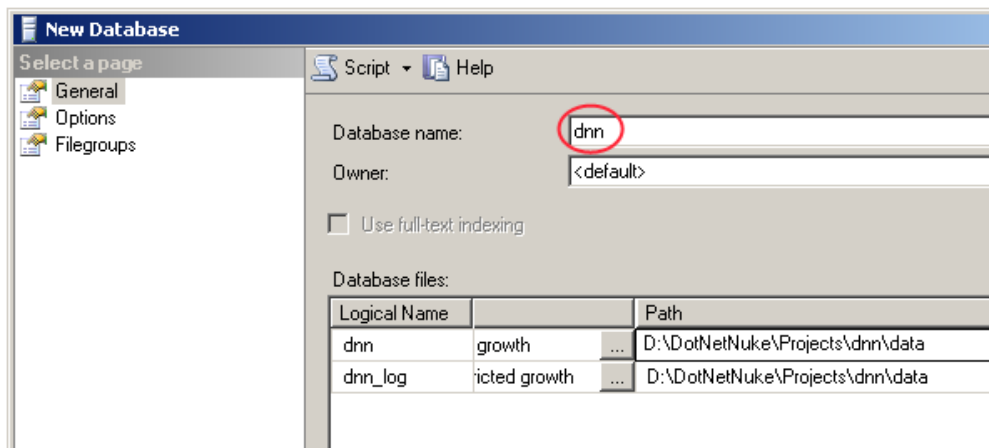 New Database
Select a page
General
Options
Filegroups
Script Help
Database name: dnn
Owner: <default>
Use full-text indexing
Database files:
Logical Name Path
dnn growth ... D:\DotNetNuke\Projects\dnn\data
dnn_log ricted growth ... D:\DotNetNuke\Projects\dnn\data